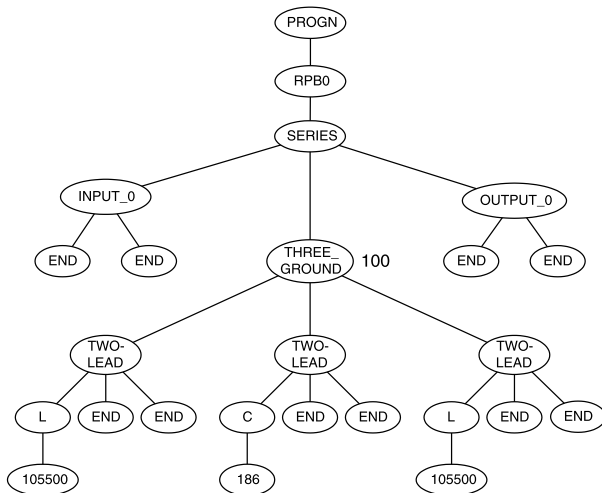 PROGN
RPB0
SERIES
INPUT_0
OUTPUT_0
END
END
THREE_
GROUND
100
END
END
TWO-
LEAD
TWO-
LEAD
TWO-
LEAD
L
END
END
C
END
END
L
END
END
105500
186
105500